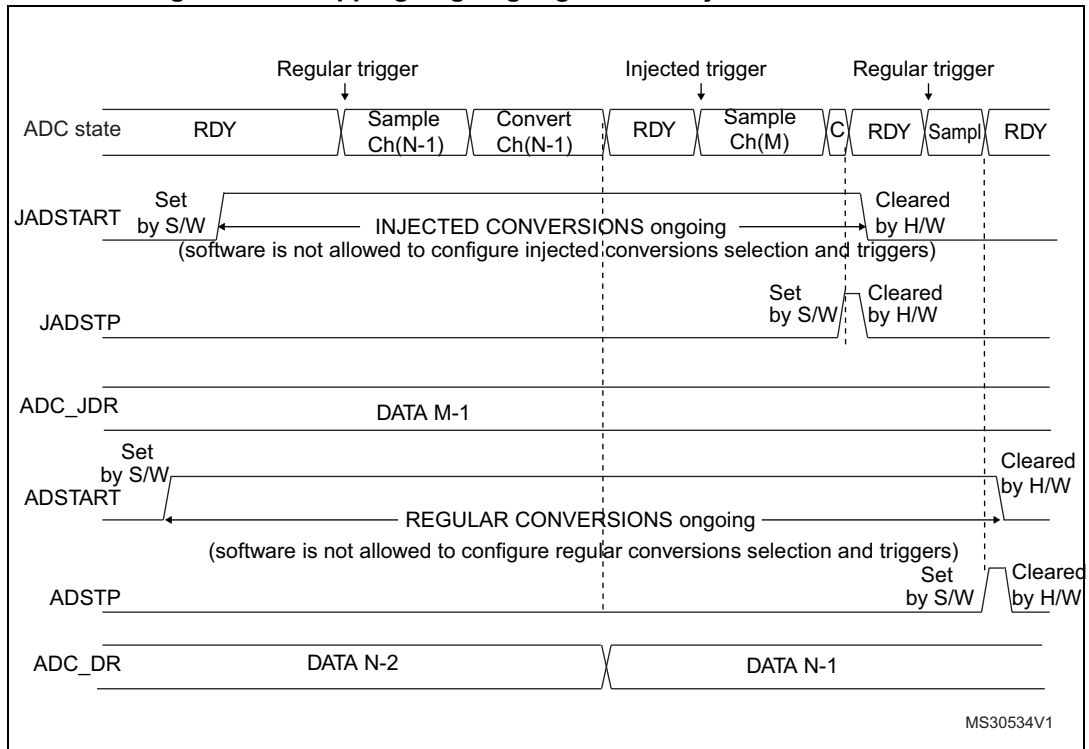 Regular trigger Injected trigger Regular trigger
ADC state RDY Sample Ch(N-1) Convert Ch(N-1) RDY Sample Ch(M) C RDY Sampl RDY
JADSTART Set by S/W INJECTED CONVERSIONS ongoing Cleared by H/W
(software is not allowed to configure injected conversions selection and triggers)
JADSTP Set by S/W Cleared by H/W
ADC_JDR DATA M-1
ADSTART Set by S/W REGULAR CONVERSIONS ongoing Cleared by H/W
(software is not allowed to configure regular conversions selection and triggers)
ADSTP Set by S/W Cleared by H/W
ADC_DR DATA N-2 DATA N-1
MS30534V1